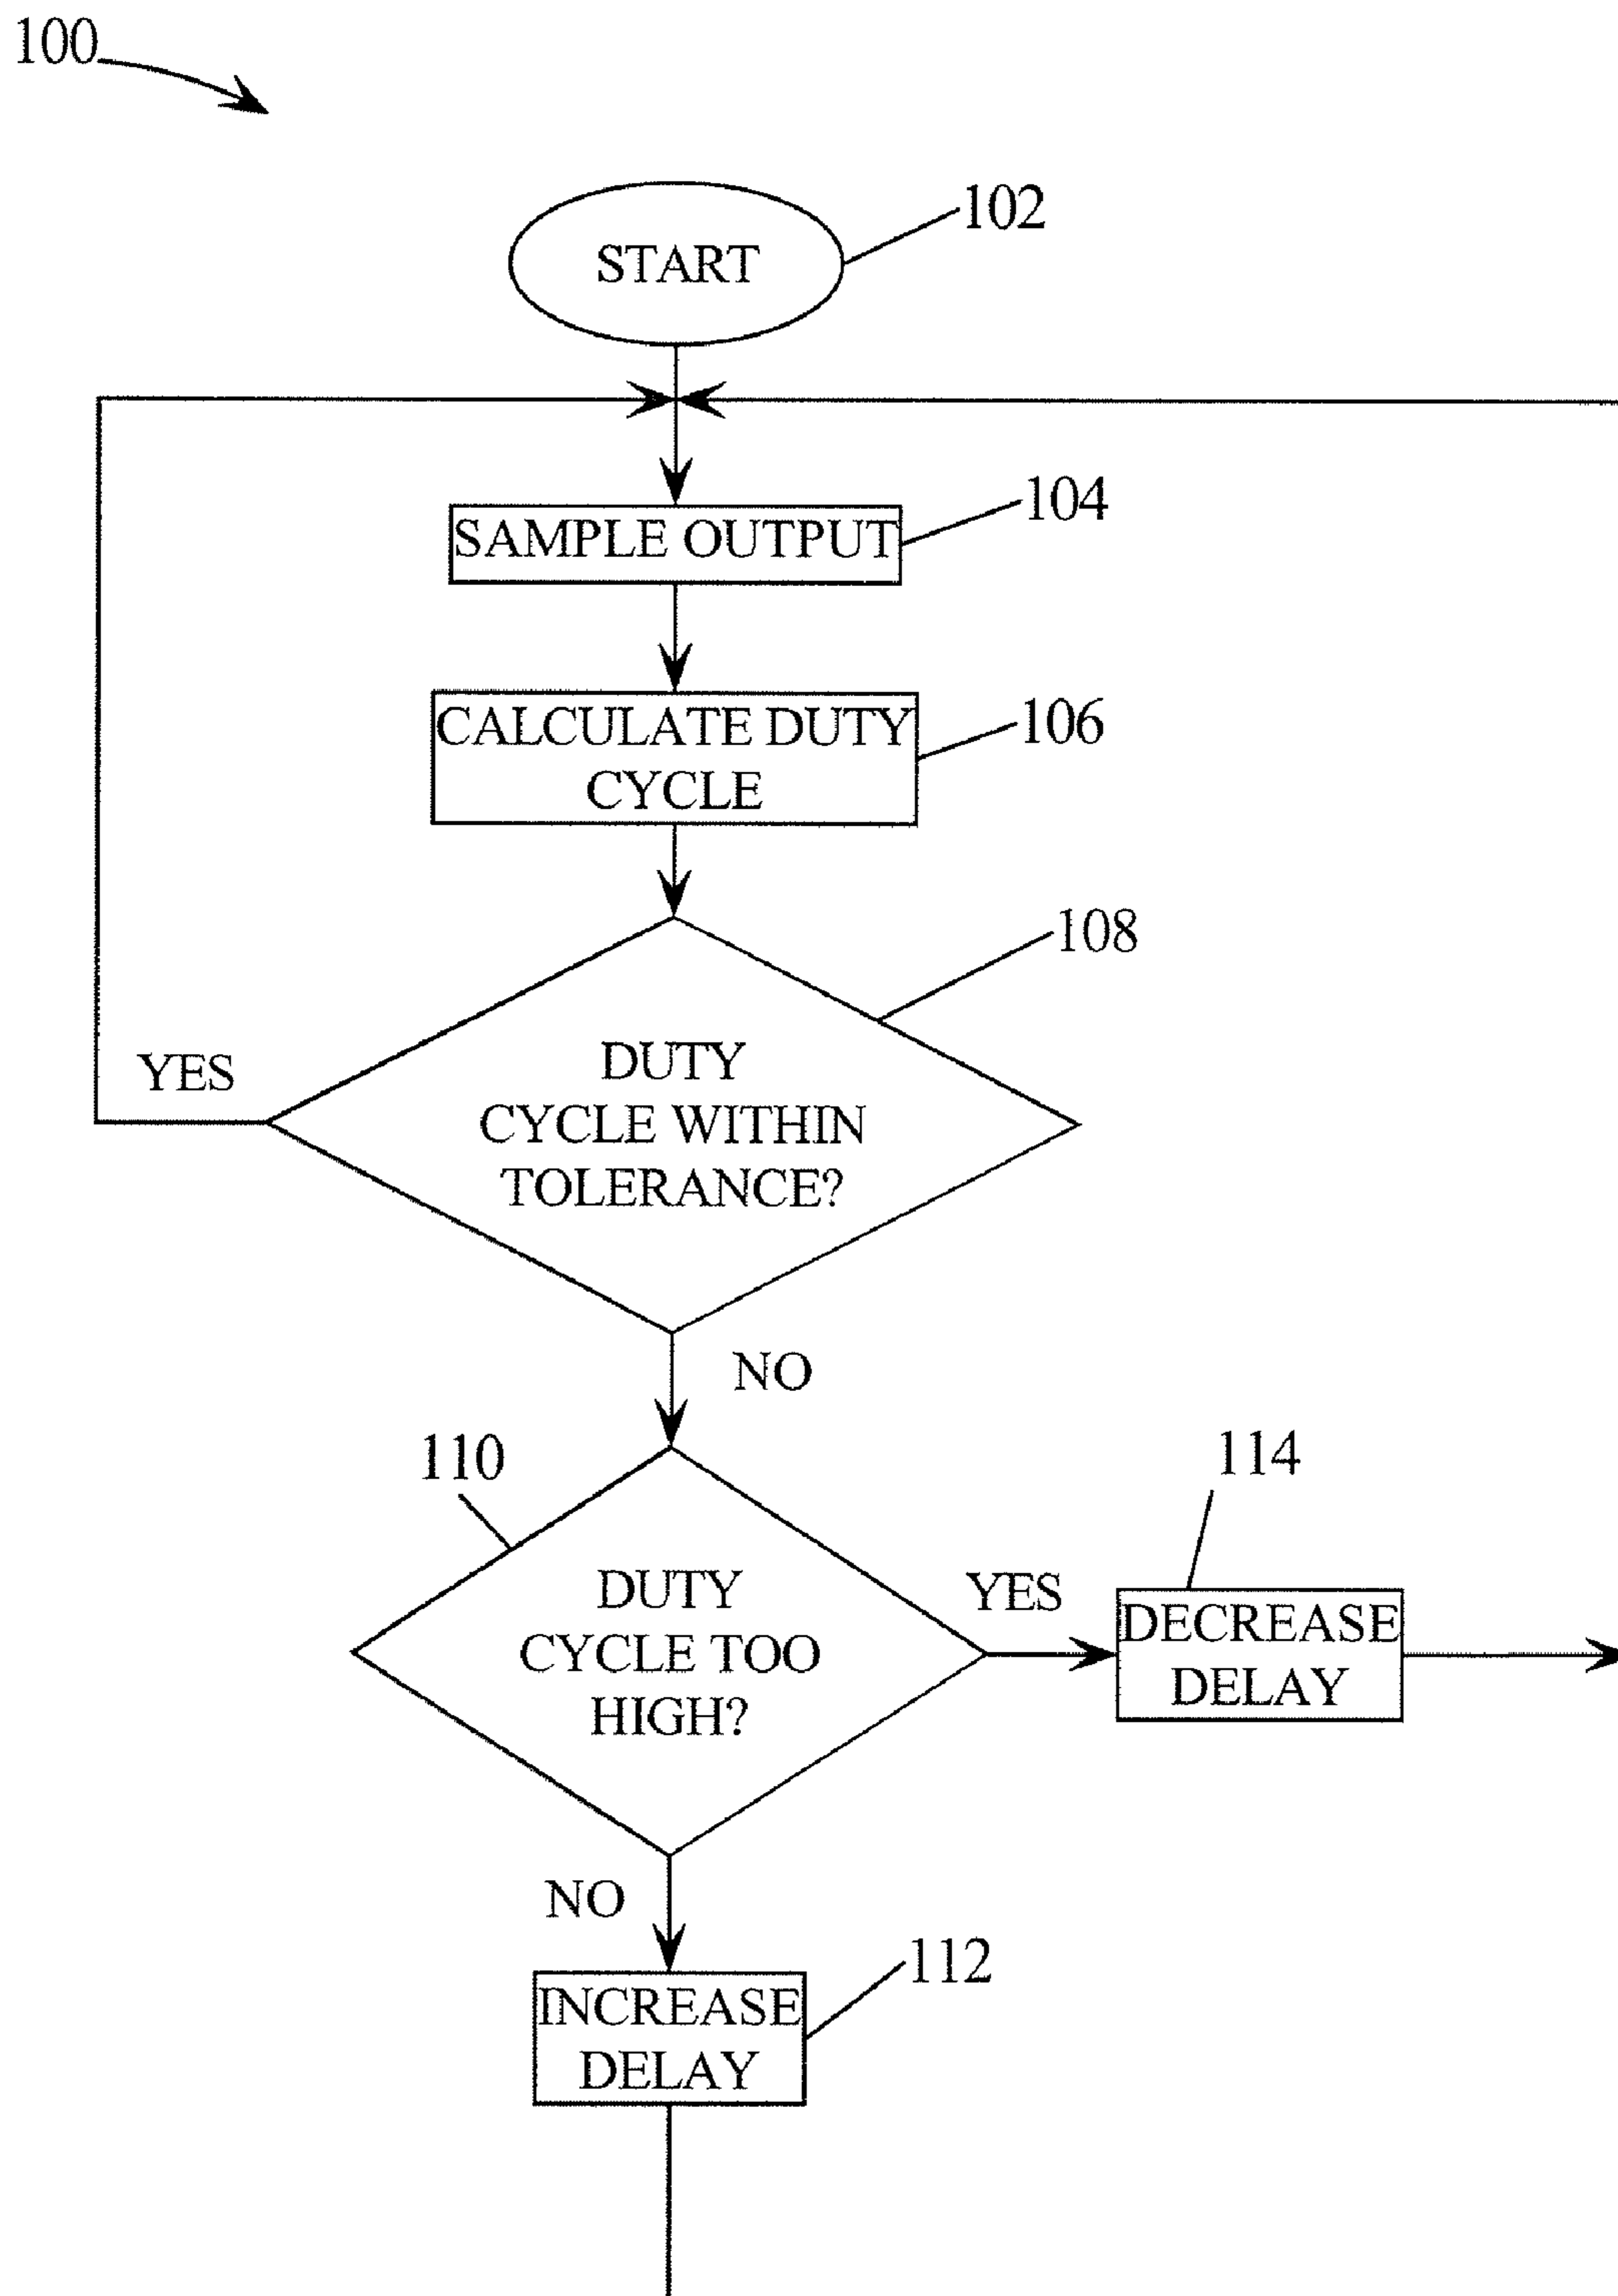 100
START
102
SAMPLE OUTPUT
104
CALCULATE DUTY
CYCLE
106
108
DUTY
CYCLE WITHIN
TOLERANCE?
YES
NO
110
DUTY
CYCLE TOO
HIGH?
YES
114
DECREASE
DELAY
NO
112
INCREASE
DELAY